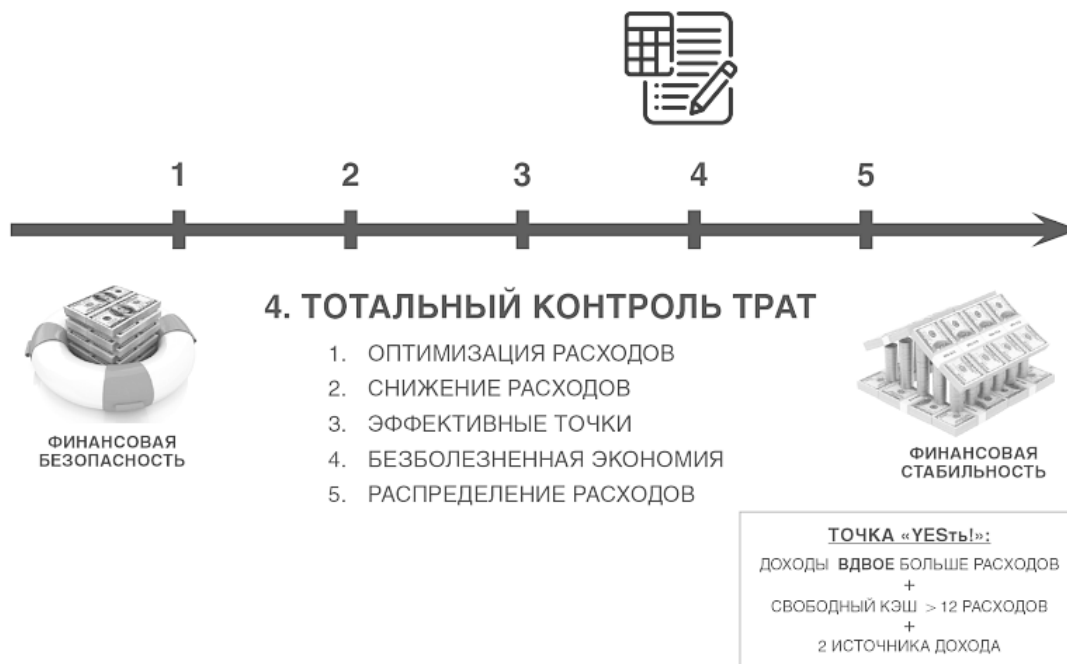 1 2 3 4 5
4. ТОТАЛЬНЫЙ КОНТРОЛЬ ТРАТ
1. ОПТИМИЗАЦИЯ РАСХОДОВ
2. СНИЖЕНИЕ РАСХОДОВ
3. ЭФФЕКТИВНЫЕ ТОЧКИ
4. БЕЗБОЛЕЗНЕННАЯ ЭКОНОМИЯ
5. РАСПРЕДЕЛЕНИЕ РАСХОДОВ
ФИНАНСОВАЯ
БЕЗОПАСНОСТЬ
ФИНАНСОВАЯ
СТАБИЛЬНОСТЬ
ТОЧКА «YESть!»:
ДОХОДЫ ВДВОЕ БОЛЬШЕ РАСХОДОВ
+
СВОБОДНЫЙ КЭШ > 12 РАСХОДОВ
+
2 ИСТОЧНИКА ДОХОДА